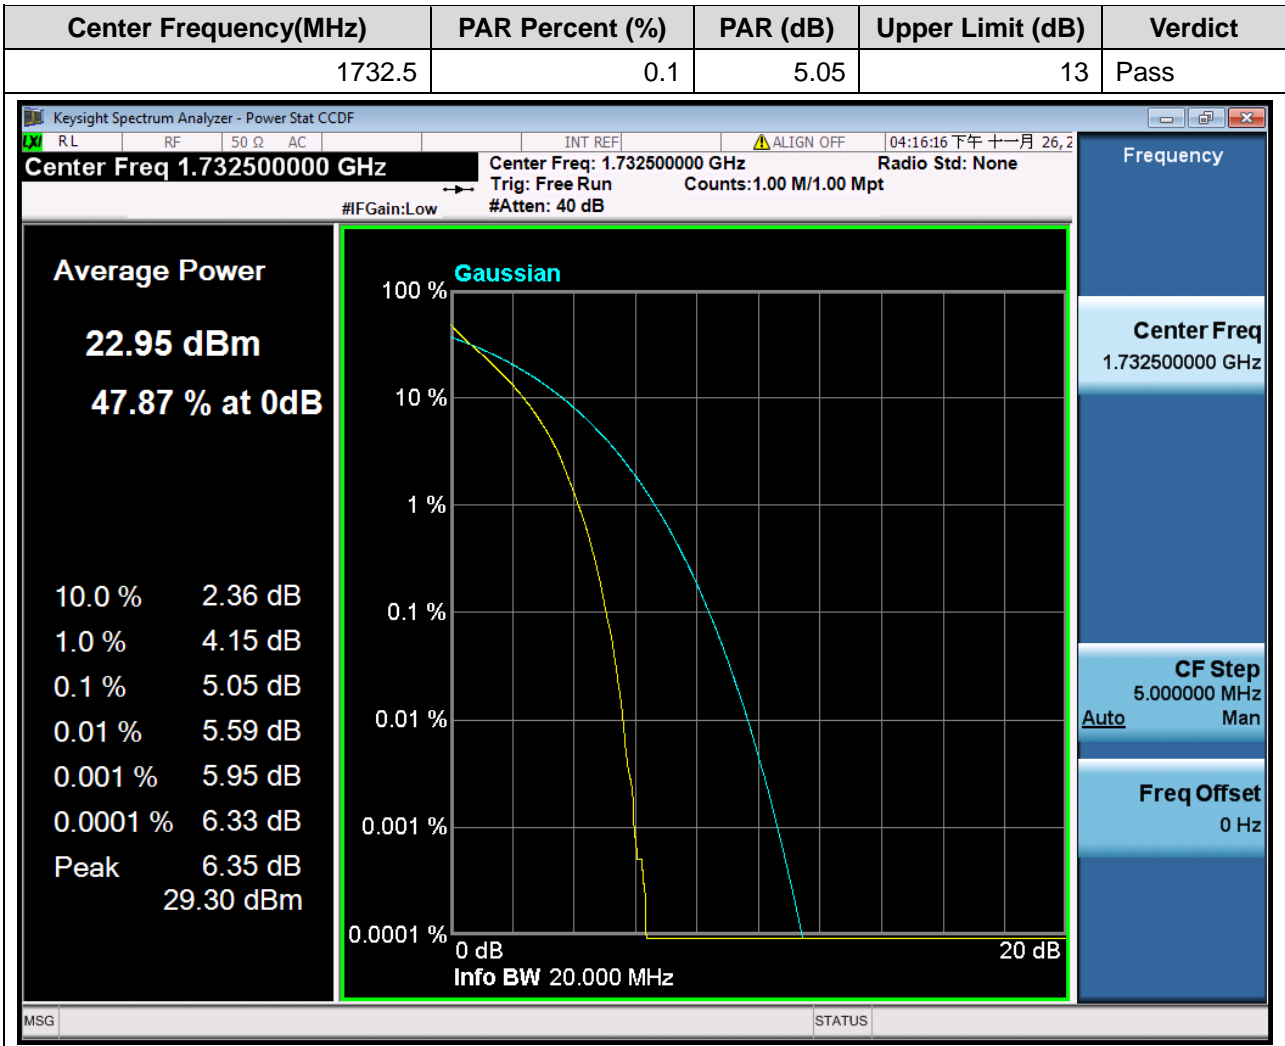 Center Frequency(MHz) PAR Percent (%) PAR (dB) Upper Limit (dB) Verdict
1732.5 0.1 5.05 13 Pass
Keysight Spectrum Analyzer - Power Stat CCDF
LXI RL RF 50 Ω AC INT REF ALIGN OFF 04:16:16 下午 十一月 26, 2
Center Freq 1.732500000 GHz
Center Freq: 1.732500000 GHz Radio Std: None
Trig: Free Run Counts:1.00 M/1.00 Mpt
#IFGain:Low #Atten: 40 dB
Average Power
22.95 dBm
47.87 % at 0dB
10.0 % 2.36 dB
1.0 % 4.15 dB
0.1 % 5.05 dB
0.01 % 5.59 dB
0.001 % 5.95 dB
0.0001 % 6.33 dB
Peak 6.35 dB
29.30 dBm
Gaussian
100 %
10 %
1 %
0.1 %
0.01 %
0.001 %
0.0001 %
0 dB 20 dB
Info BW 20.000 MHz
Frequency
Center Freq
1.732500000 GHz
CF Step
5.000000 MHz
Auto Man
Freq Offset
0 Hz
MSG STATUS